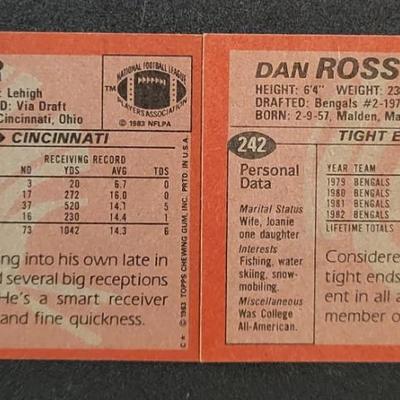 R
: Lehigh
D: Via Draft
Cincinnati, Ohio
NATIONAL FOOTBALL LEAGUE
PLAYERS ASSOCIATION
TM
© 1983 NFLPA
CINCINNATI
RECEIVING RECORD
NO YDS AVG TDS
3 20 6.7 0
17 272 16.0 0
37 520 14.1 5
16 230 14.4 1
73 1042 14.3 6
ing into his own late in
d several big receptions
He's a smart receiver
and fine quickness.
C* © 1983 TOPPS CHEWING GUM, INC. PRTD. IN U.S.A.
DAN ROSS
HEIGHT: 6'4" WEIGHT: 23
DRAFTED: Bengals #2-197
BORN: 2-9-57, Malden, Ma
242
TIGHT E
Personal
Data
Marital Status
Wife, Joanie
one daughter
Interests
Fishing, water
skiing, snow-
mobiling.
Miscellaneous
Was College
All-American.
YEAR TEAM
1979 BENGALS
1980 BENGALS
1981 BENGALS
1982 BENGALS
LIFETIME TOTALS
Considere
tight ends
ent in all a
member o